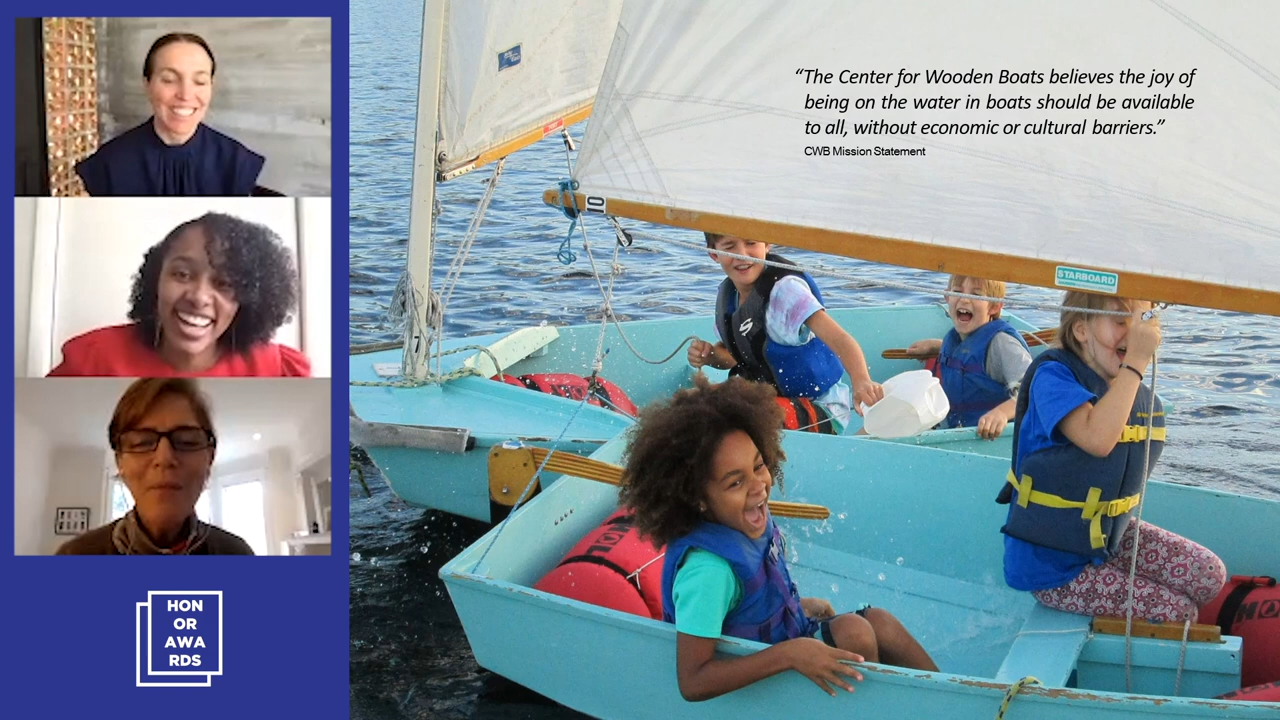 “The Center for Wooden Boats believes the joy of
being on the water in boats should be available
to all, without economic or cultural barriers.”
CWB Mission Statement
10
STARBOARD
HON
OR
AWA
RDS